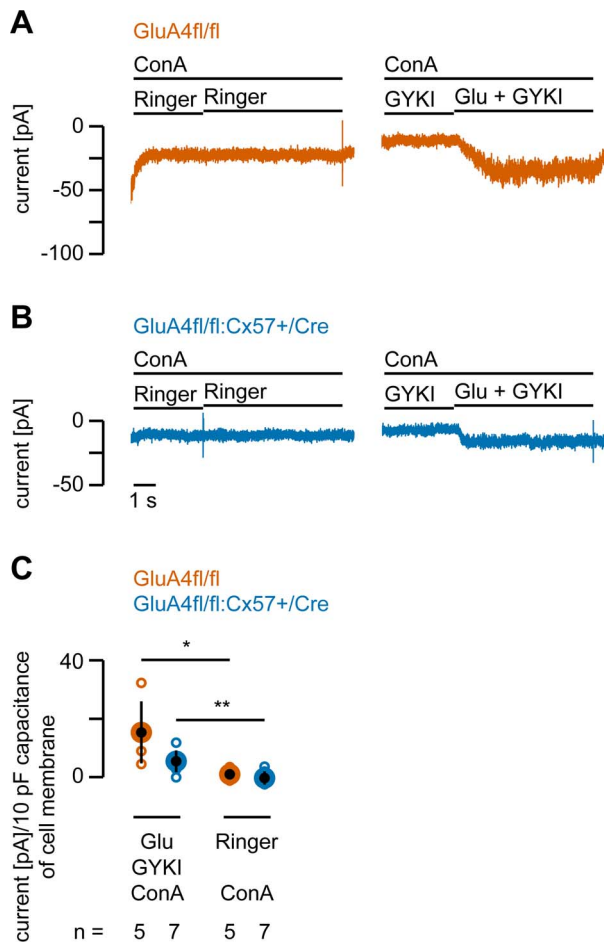 A
GluA4fl/fl
ConA ConA
Ringer Ringer GYKI Glu + GYKI
current [pA]
0
-50
-100
B
GluA4fl/fl:Cx57+/Cre
ConA ConA
Ringer Ringer GYKI Glu + GYKI
current [pA]
0
-50
1 s
C
GluA4fl/fl
GluA4fl/fl:Cx57+/Cre
current [pA]/10 pF capacitance
of cell membrane
40
0
*
**
Glu Ringer
GYKI
ConA ConA
n = 5 7 5 7